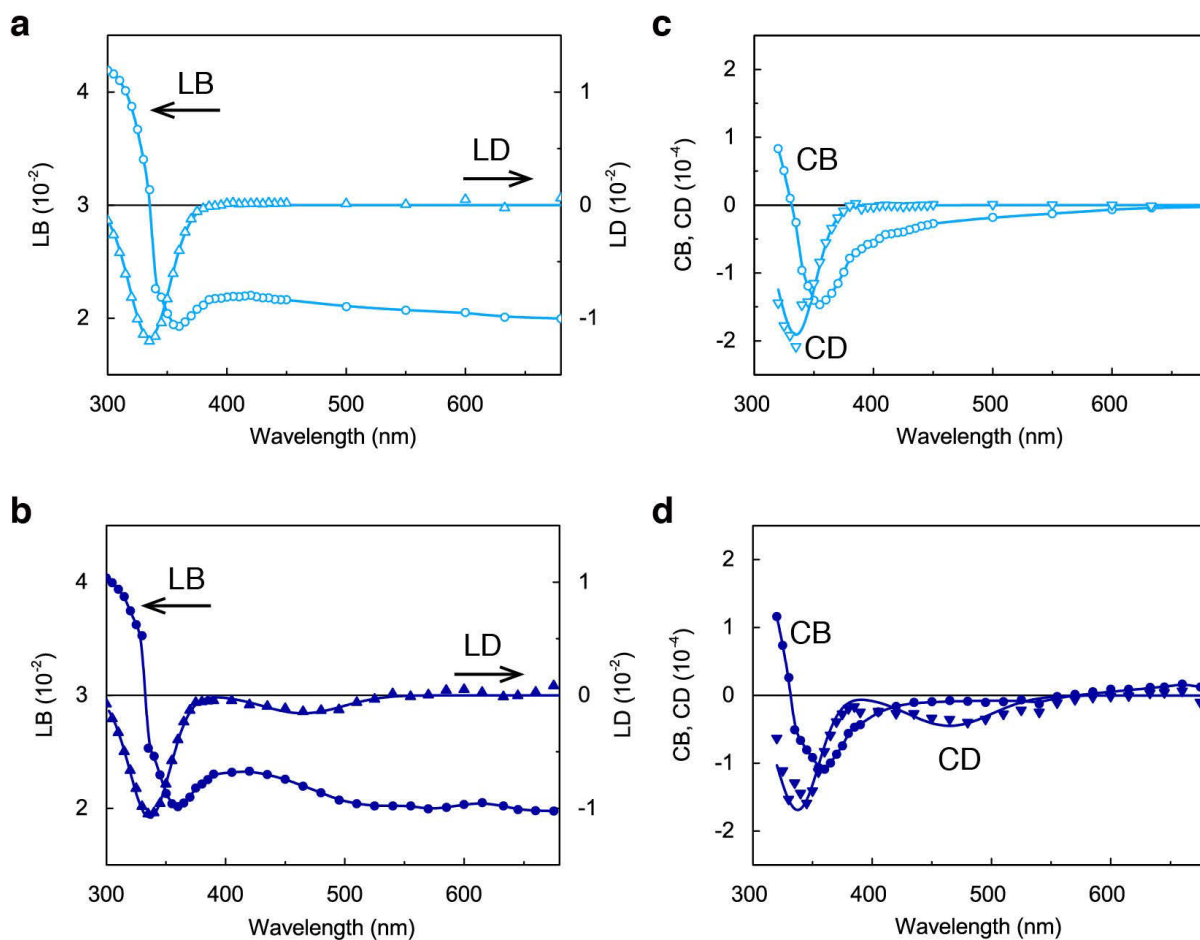 a
LB
LD
4
3
2
1
0
-1
LB (10⁻²)
LD (10⁻²)
300
400
500
600
Wavelength (nm)
c
CB
CD
2
1
0
-1
-2
CB, CD (10⁻⁴)
300
400
500
600
Wavelength (nm)
b
LB
LD
4
3
2
1
0
-1
LB (10⁻²)
LD (10⁻²)
300
400
500
600
Wavelength (nm)
d
CB
CD
2
1
0
-1
-2
CB, CD (10⁻⁴)
300
400
500
600
Wavelength (nm)